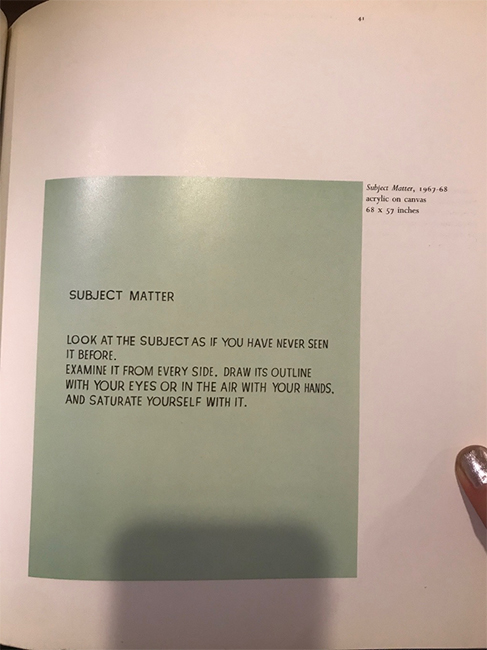 41
Subject Matter, 1967-68
acrylic on canvas
68 x 57 inches
SUBJECT MATTER
LOOK AT THE SUBJECT AS IF YOU HAVE NEVER SEEN
IT BEFORE.
EXAMINE IT FROM EVERY SIDE. DRAW ITS OUTLINE
WITH YOUR EYES OR IN THE AIR WITH YOUR HANDS,
AND SATURATE YOURSELF WITH IT.